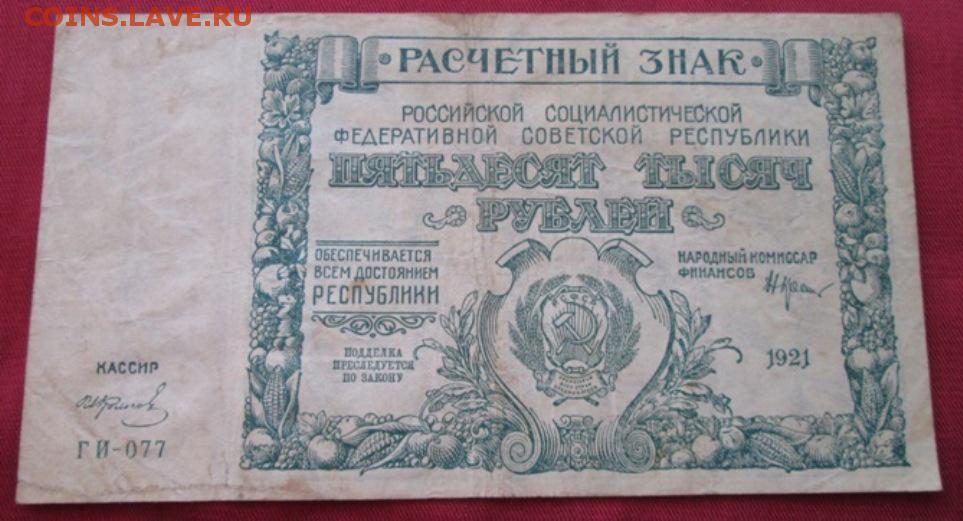 COINS.LAVE.RU
РАСЧЕТНЫЙ ЗНАК
РОССИЙСКОЙ СОЦИАЛИСТИЧЕСКОЙ
ФЕДЕРАТИВНОЙ СОВЕТСКОЙ РЕСПУБЛИКИ
ПЯТЬДЕСЯТ ТЫСЯЧ
РУБЛЕЙ
ОБЕСПЕЧИВАЕТСЯ
ВСЕМ ДОСТОЯНИЕМ
РЕСПУБЛИКИ
НАРОДНЫЙ КОМИССАР
ФИНАНСОВ
ПОДДЕЛКА
ПРЕСЛЕДУЕТСЯ
ПО ЗАКОНУ
1921
КАССИР
ГИ-077